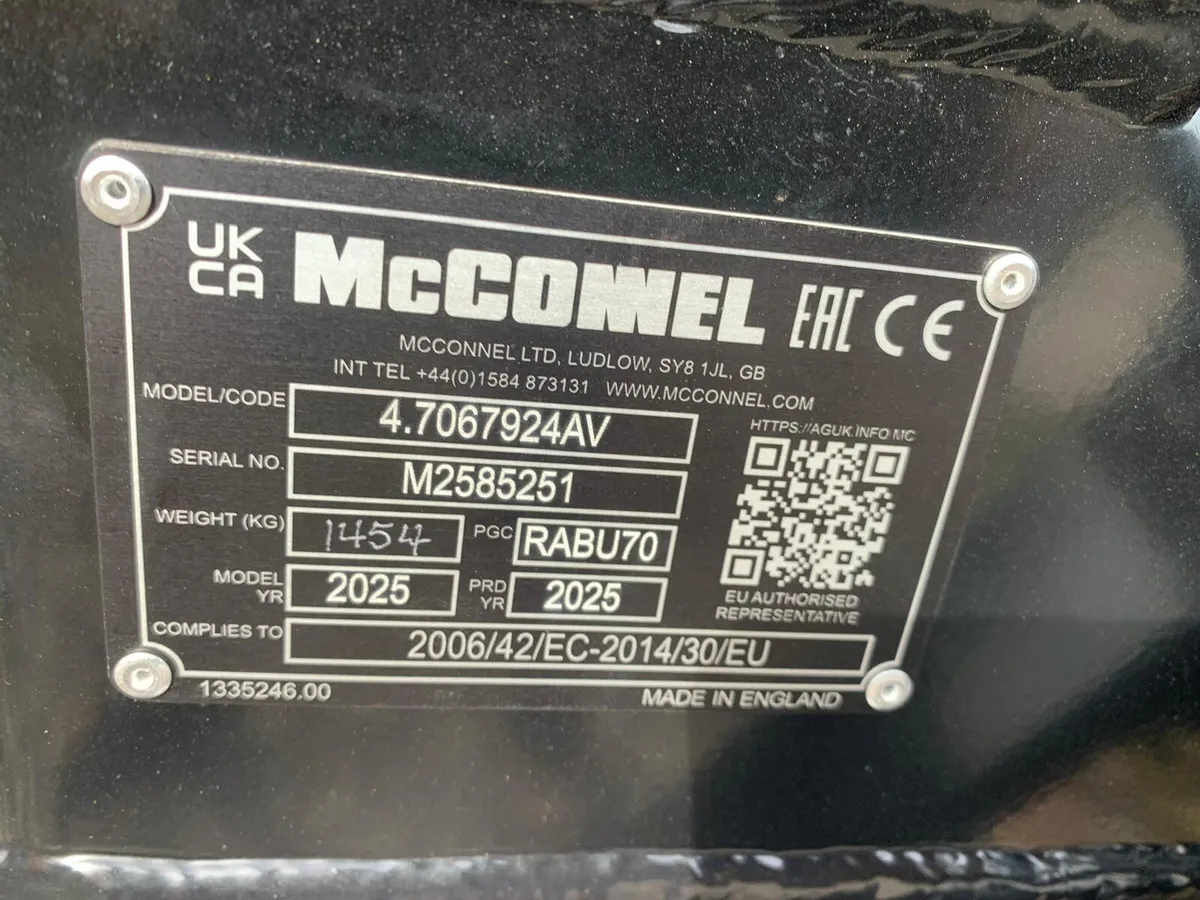 UK
CA
McCONNEL
EAC CE
MCCONNEL LTD, LUDLOW, SY8 1JL, GB
INT TEL +44(0)1584 873131 WWW.MCCONNEL.COM
MODEL/CODE 4.7067924AV
HTTPS://AGUK.INFO/MC
SERIAL NO. M2585251
WEIGHT (KG) 1454 PGC RABU70
MODEL YR 2025 PRD YR 2025
EU AUTHORISED
REPRESENTATIVE
COMPLIES TO 2006/42/EC-2014/30/EU
1335246.00 MADE IN ENGLAND